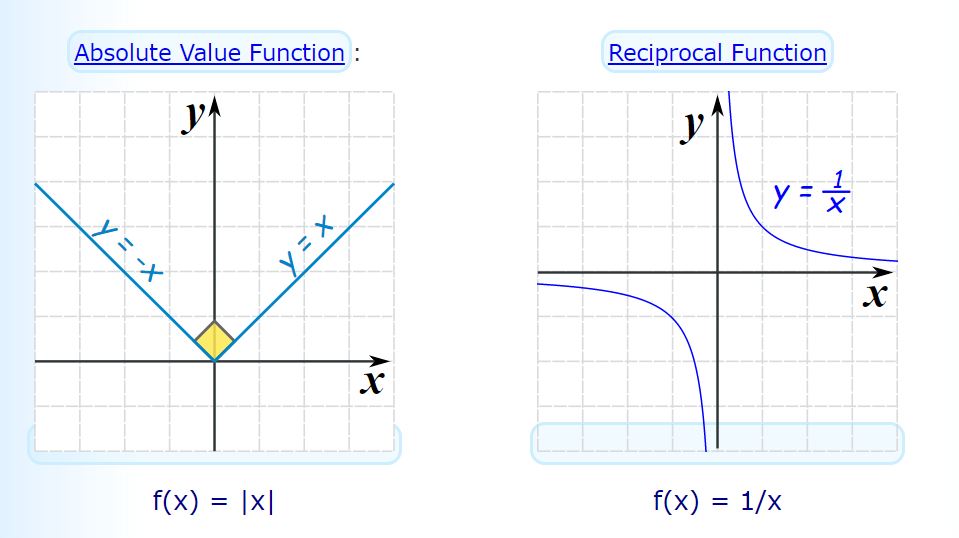 Absolute Value Function :
y
y = -x
y = x
x
f(x) = |x|
Reciprocal Function
y
y = 1/x
x
f(x) = 1/x